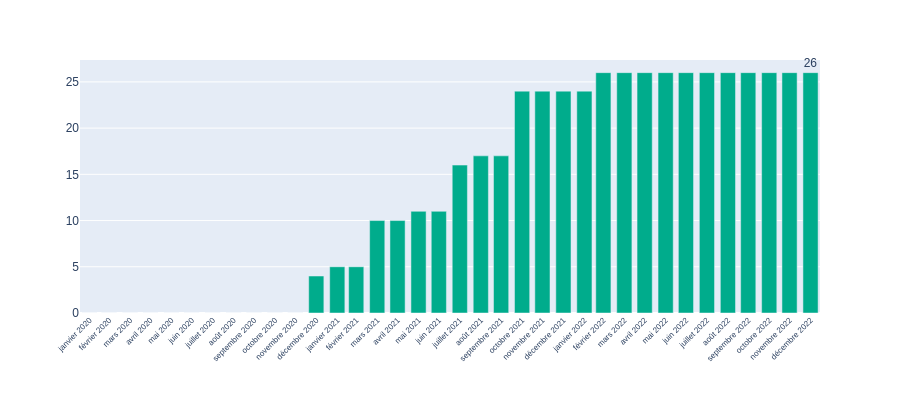 26
25
20
15
10
5
0
janvier 2020
février 2020
mars 2020
avril 2020
mai 2020
juin 2020
juillet 2020
août 2020
septembre 2020
octobre 2020
novembre 2020
décembre 2020
janvier 2021
février 2021
mars 2021
avril 2021
mai 2021
juin 2021
juillet 2021
août 2021
septembre 2021
octobre 2021
novembre 2021
décembre 2021
janvier 2022
février 2022
mars 2022
avril 2022
mai 2022
juin 2022
juillet 2022
août 2022
septembre 2022
octobre 2022
novembre 2022
décembre 2022